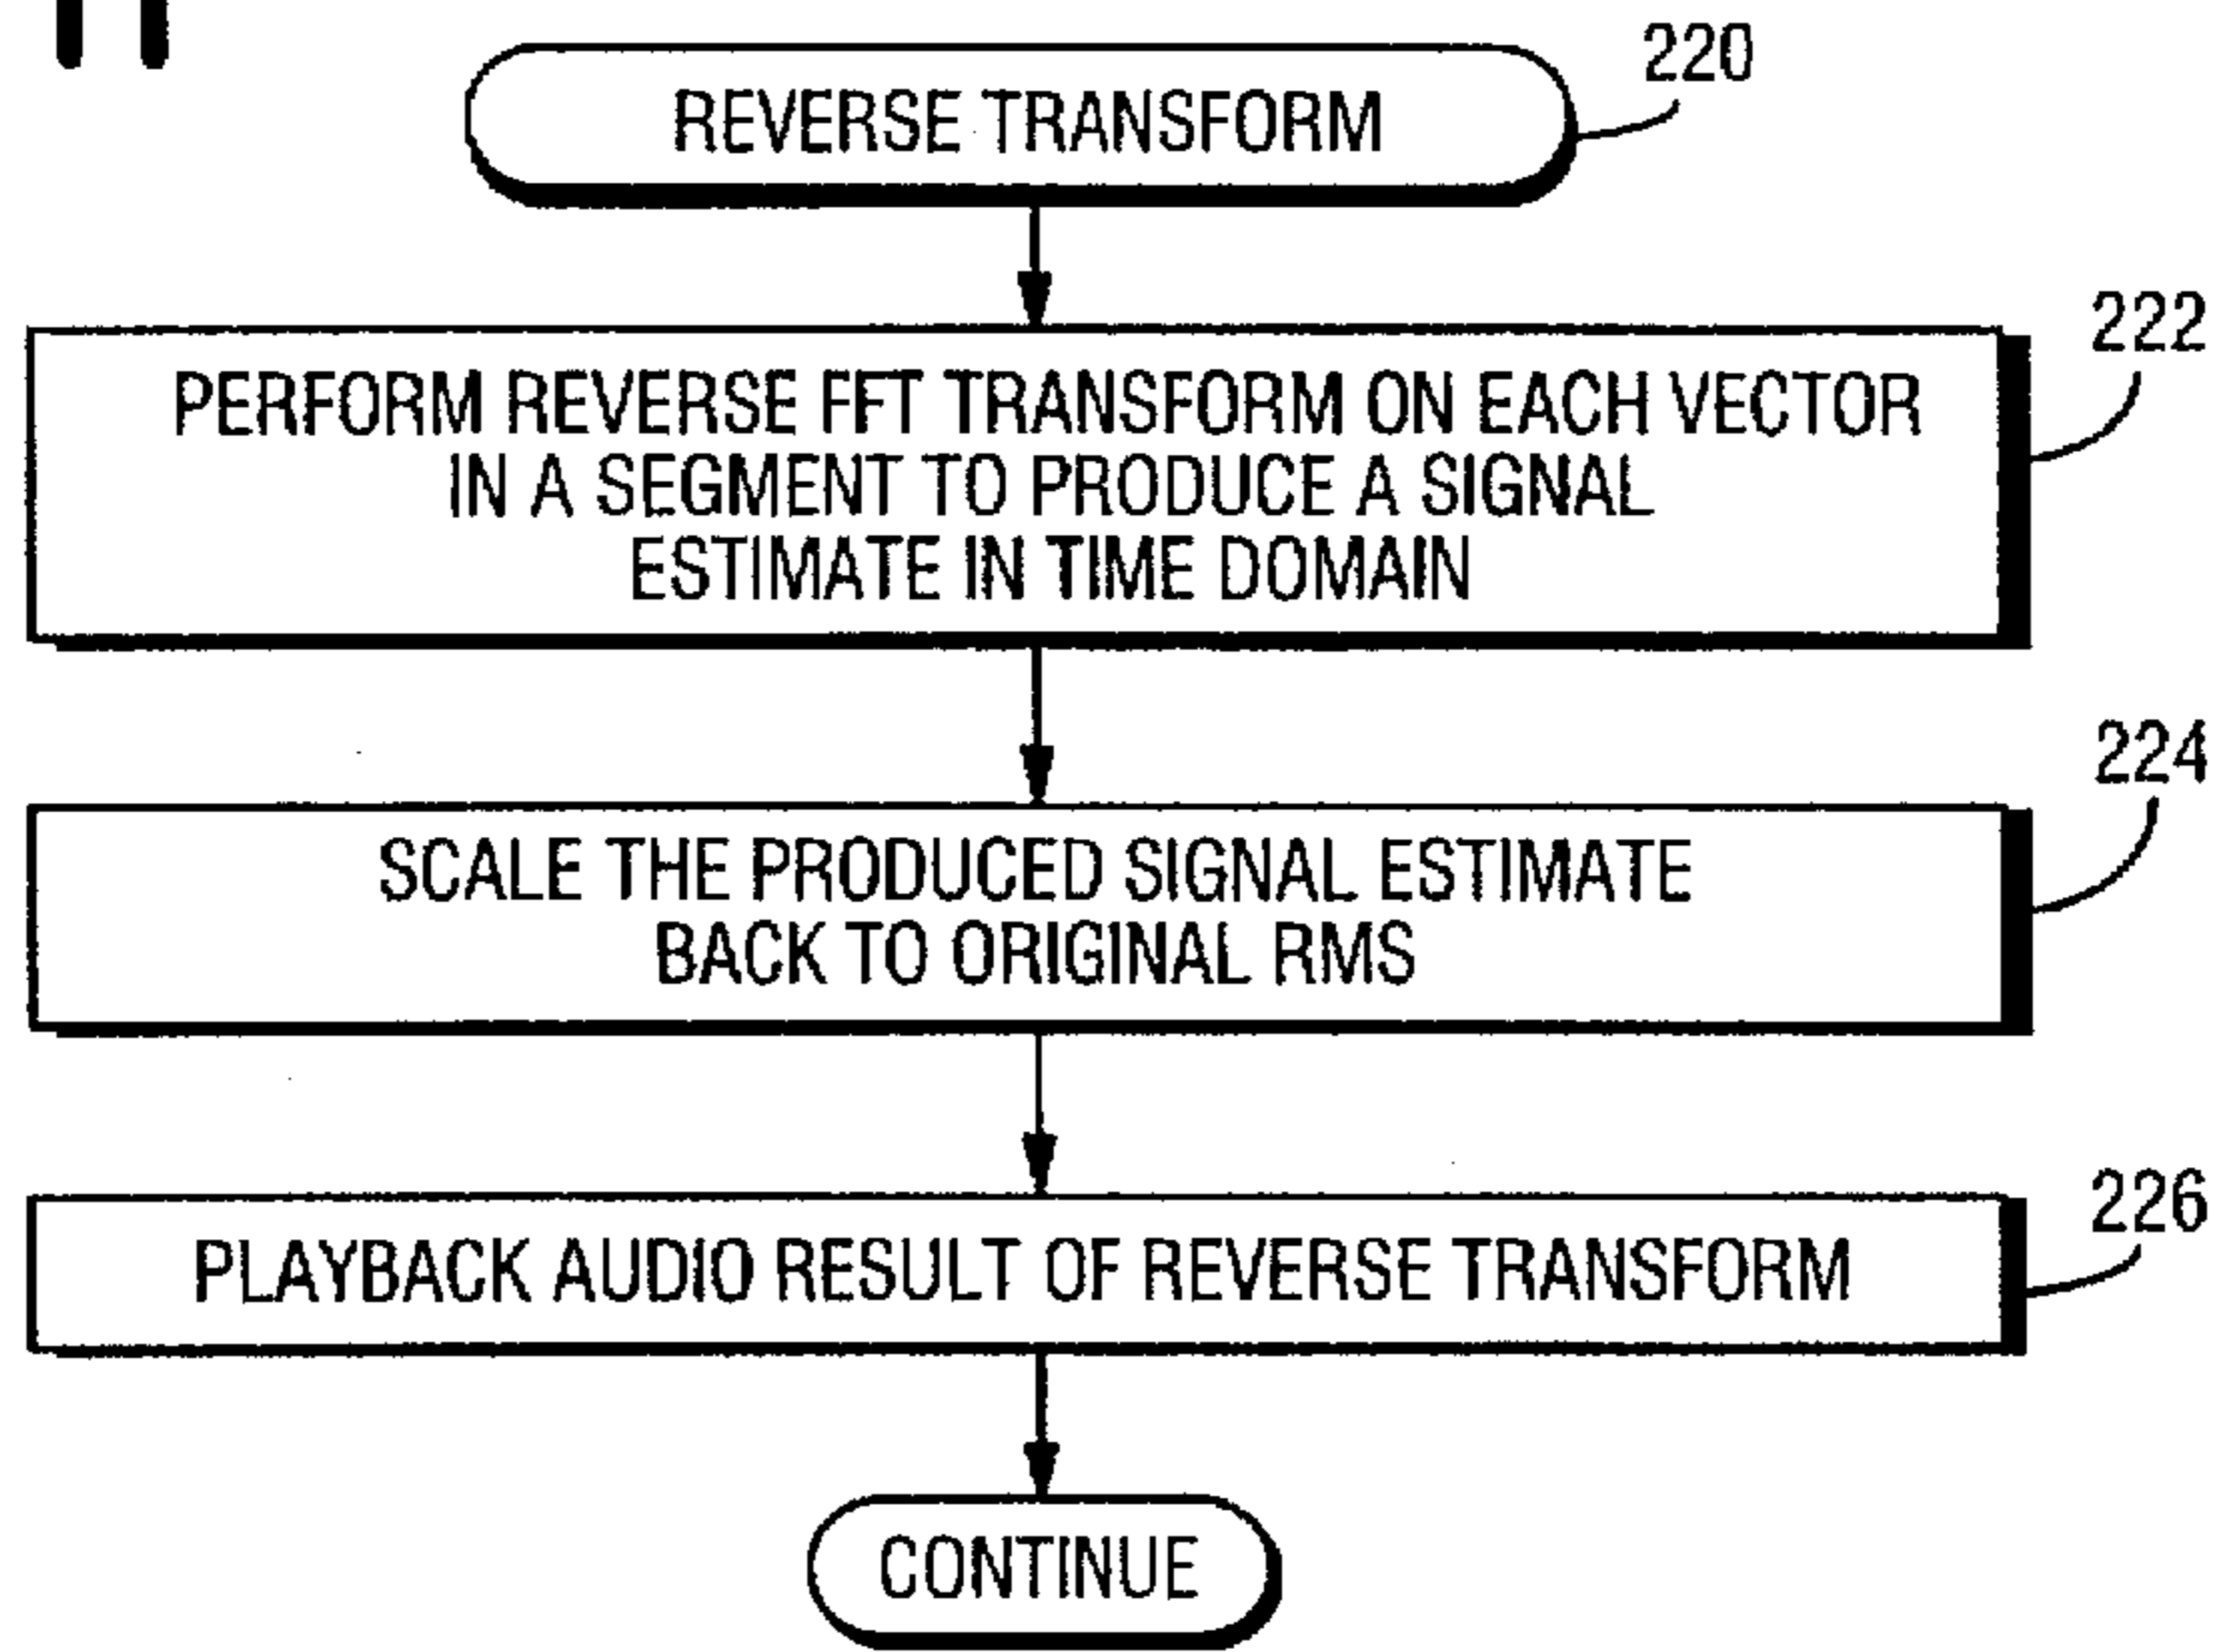 220
REVERSE TRANSFORM
222
PERFORM REVERSE FFT TRANSFORM ON EACH VECTOR
IN A SEGMENT TO PRODUCE A SIGNAL
ESTIMATE IN TIME DOMAIN
224
SCALE THE PRODUCED SIGNAL ESTIMATE
BACK TO ORIGINAL RMS
226
PLAYBACK AUDIO RESULT OF REVERSE TRANSFORM
CONTINUE